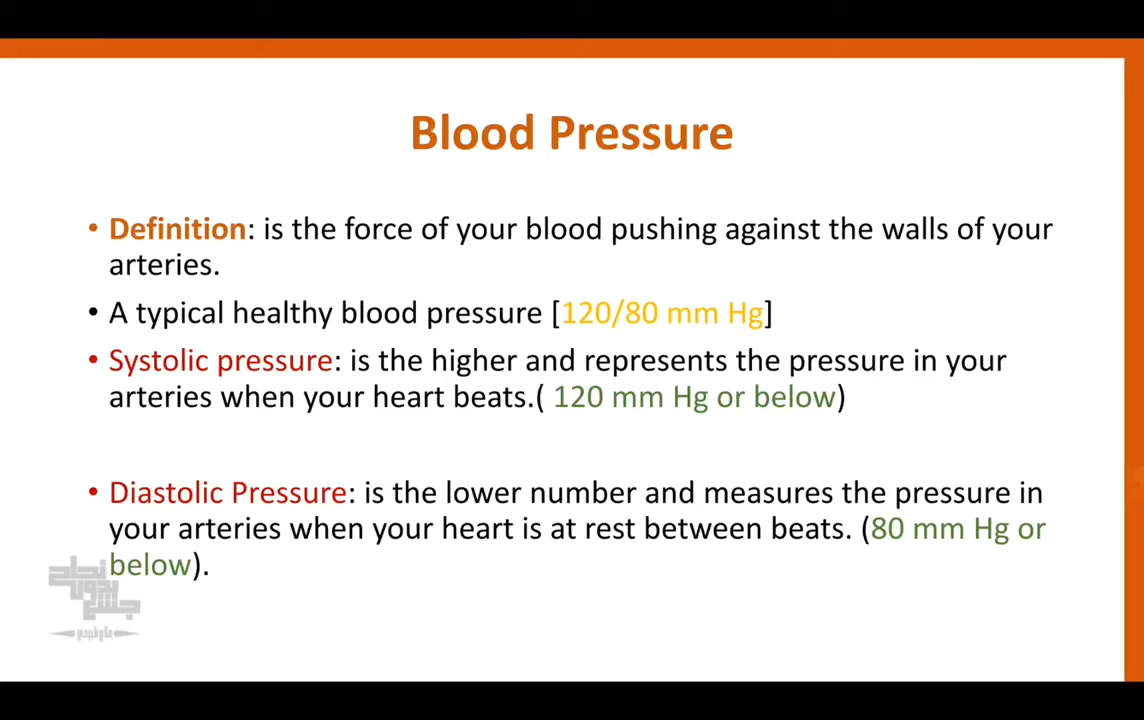 Blood Pressure
• Definition: is the force of your blood pushing against the walls of your
arteries.
• A typical healthy blood pressure [120/80 mm Hg]
• Systolic pressure: is the higher and represents the pressure in your
arteries when your heart beats.( 120 mm Hg or below)
• Diastolic Pressure: is the lower number and measures the pressure in
your arteries when your heart is at rest between beats. (80 mm Hg or
below).
نجاح
بدون
جشع